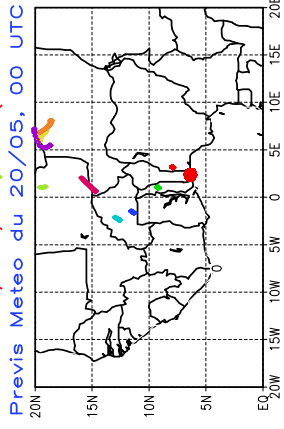 Previs Meteo du 20/05, 00 UTC
20N
15N
10N
5N
EQ
20W
15W
10W
5W
0
5E
10E
15E
20E
0